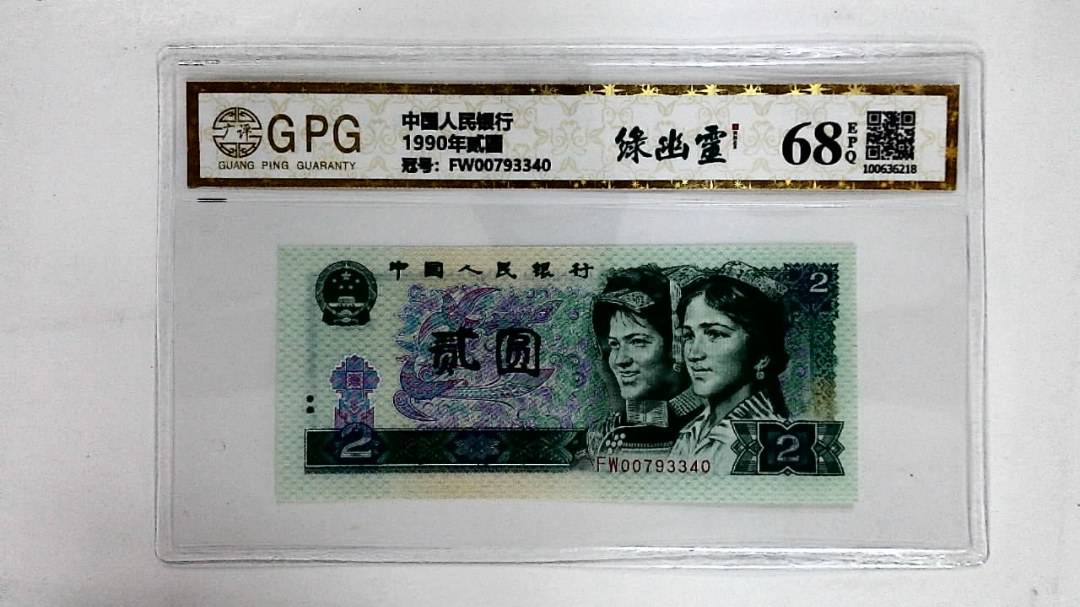 广评
GPG
GUANG PING GUARANTY
中国人民银行
1990年贰圆
冠号：FW00793340
绿幽灵
68
EPQ
100636218
中国人民银行
贰圆
2
2
2
FW00793340